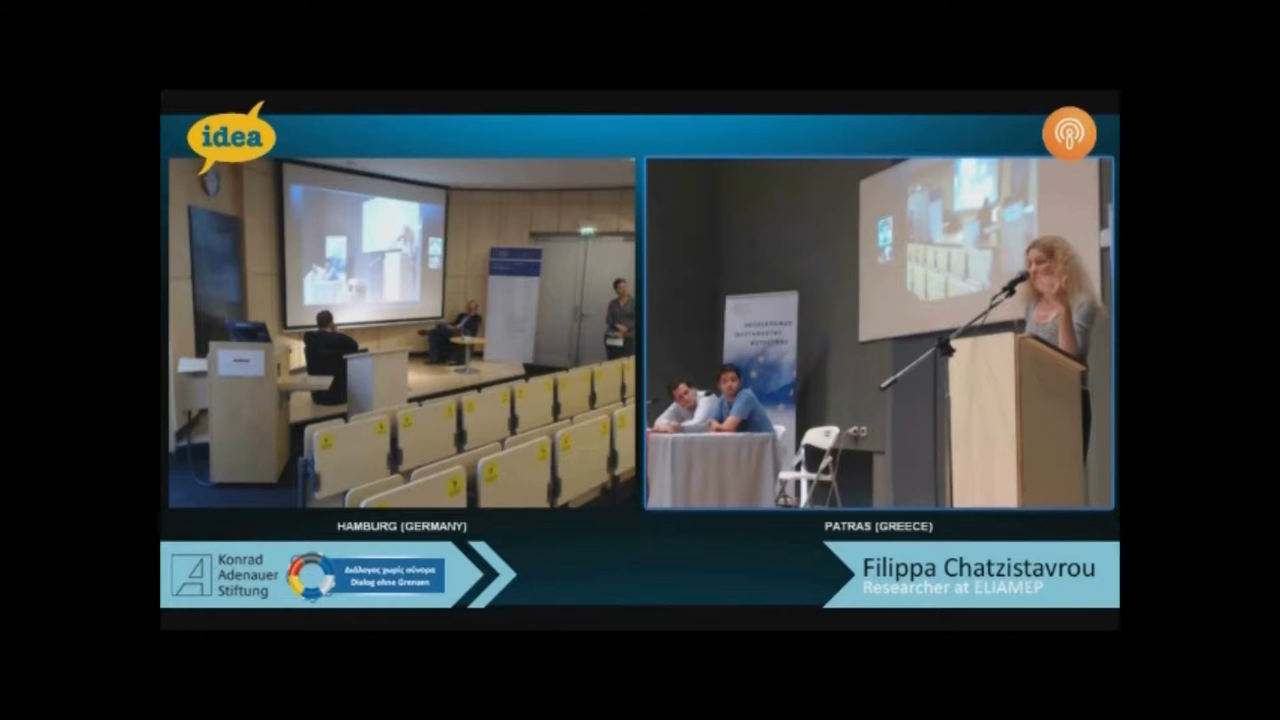 idea
HAMBURG (GERMANY)
PATRAS (GREECE)
Konrad
Adenauer
Stiftung
Διάλογος χωρίς σύνορα
Dialog ohne Grenzen
Filippa Chatzistavrou
Researcher at ELIAMEP